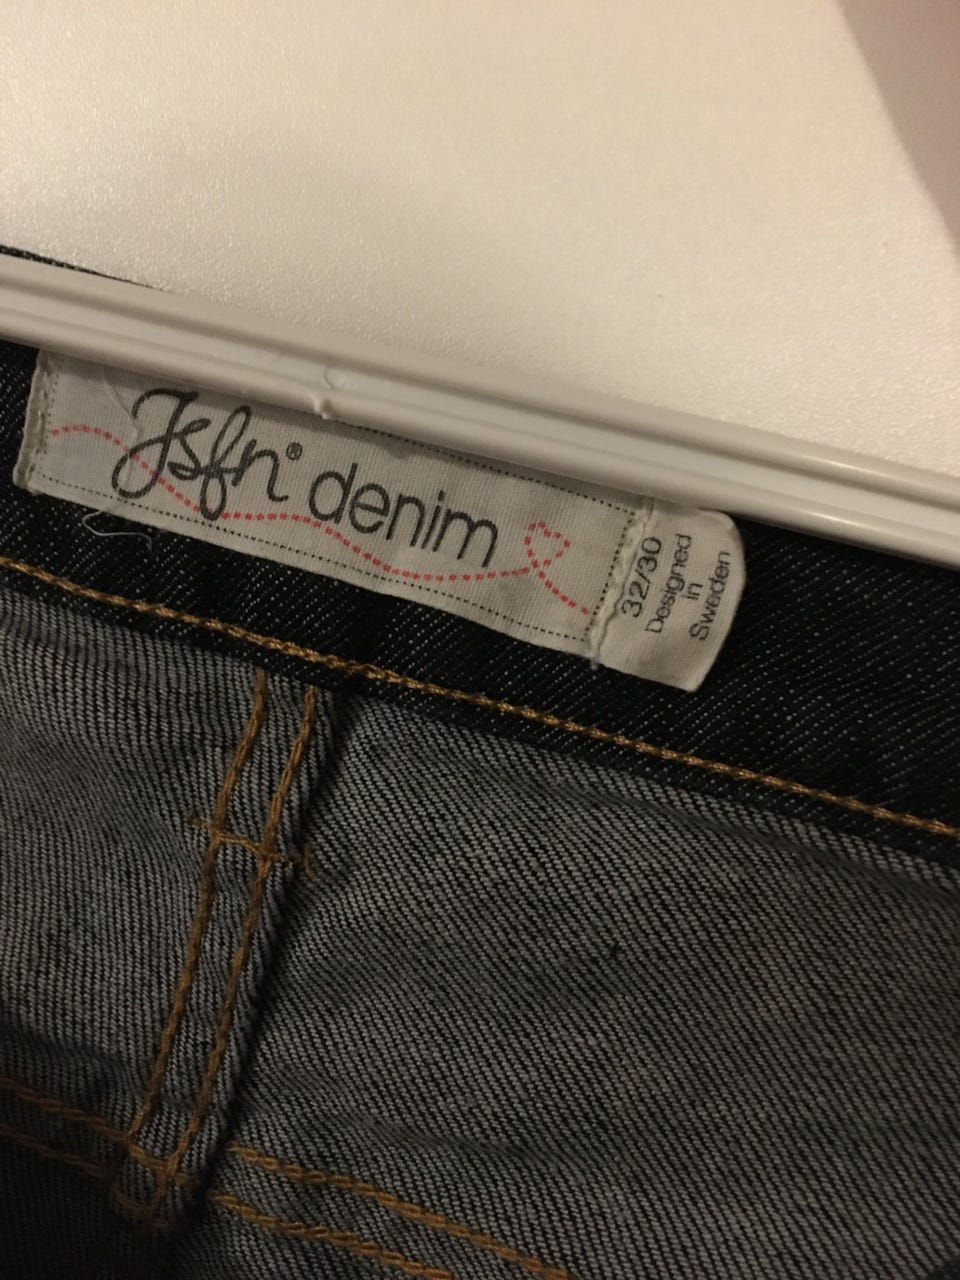 Jsfn® denim
32/30
Designed
in
Sweden